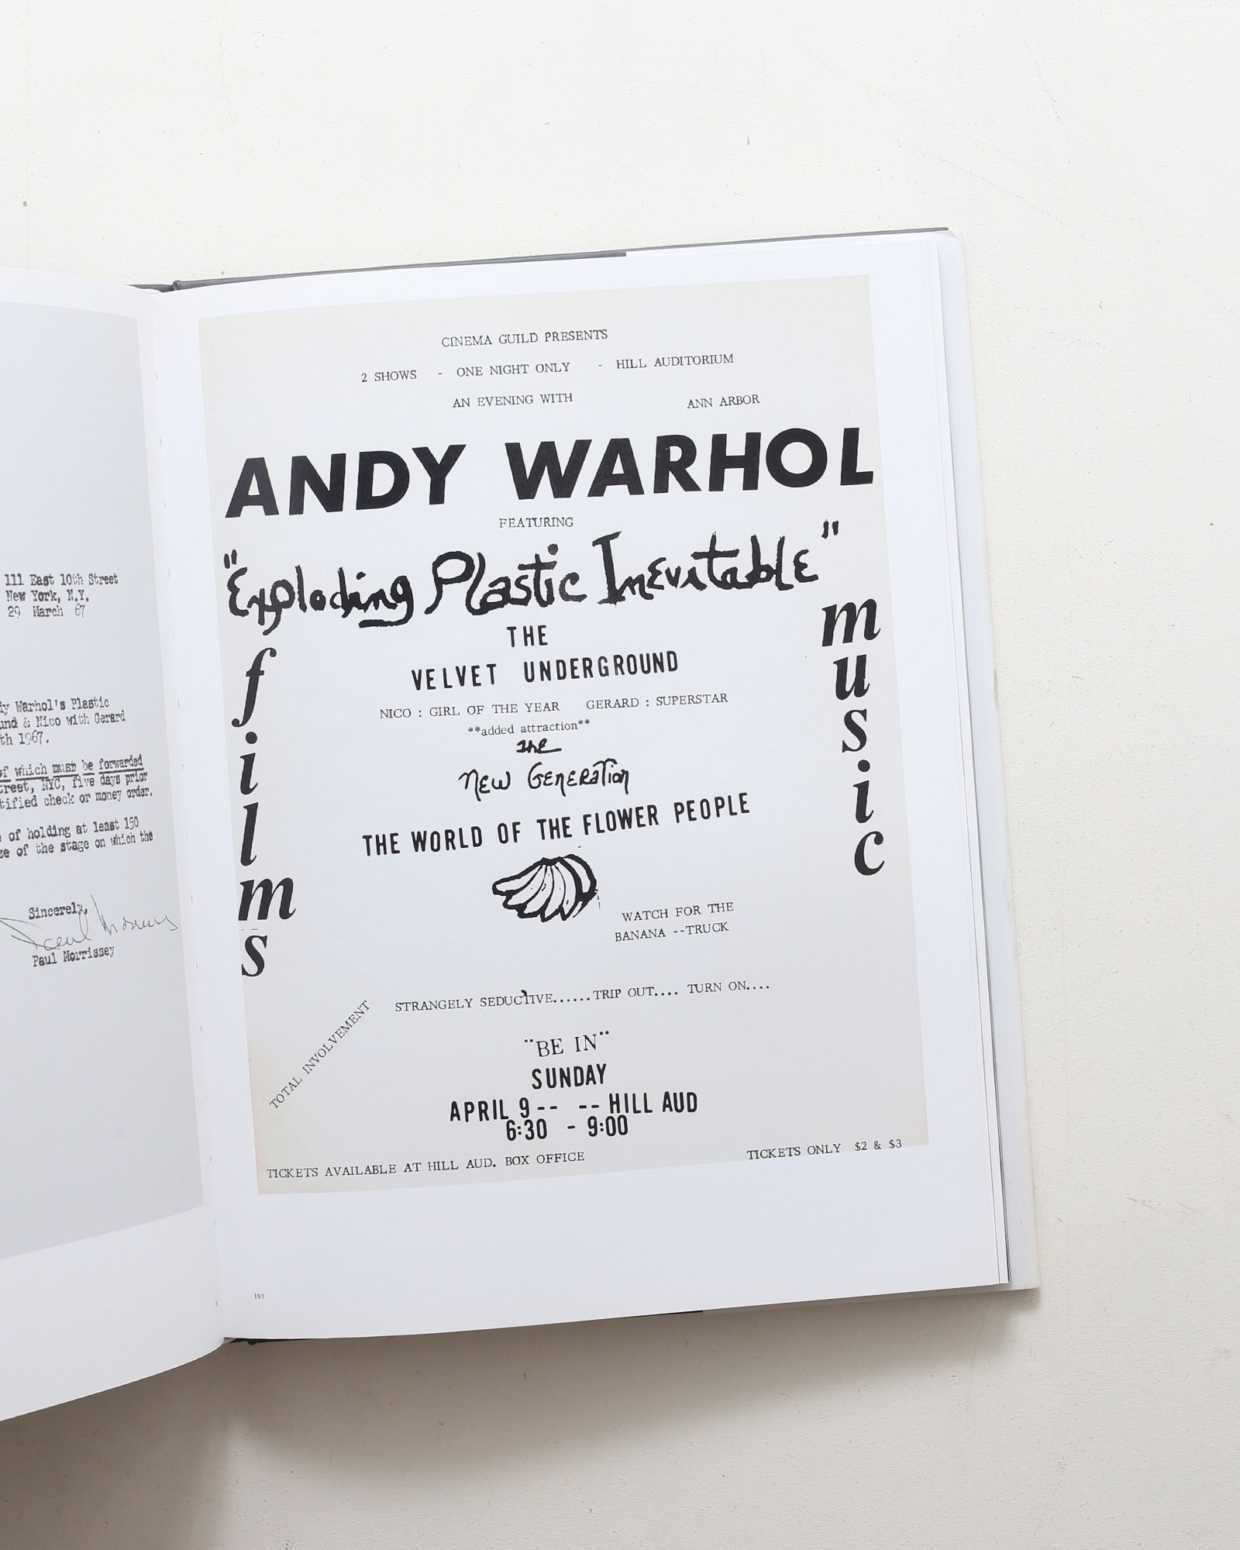 111 East 10th Street
New York, N.Y.
29 March 67
Warhol's Plastic
& Nico with Gerard
1967.
which must be forwarded
NYC, five days prior
check or money order.
of holding at least 150
of the stage on which the
Sincerely,
Paul Morrissey
Paul Morrissey
CINEMA GUILD PRESENTS
2 SHOWS - ONE NIGHT ONLY - HILL AUDITORIUM
AN EVENING WITH ANN ARBOR
ANDY WARHOL
FEATURING
"Exploding Plastic Inevitable"
THE
VELVET UNDERGROUND
NICO : GIRL OF THE YEAR GERARD : SUPERSTAR
**added attraction**
the
NEW GENERATION
THE WORLD OF THE FLOWER PEOPLE
films
music
WATCH FOR THE
BANANA --TRUCK
STRANGELY SEDUCTIVE......TRIP OUT.... TURN ON....
TOTAL INVOLVEMENT
"BE IN"
SUNDAY
APRIL 9-- -- HILL AUD
6:30 - 9:00
TICKETS AVAILABLE AT HILL AUD. BOX OFFICE
TICKETS ONLY $2 & $3
191